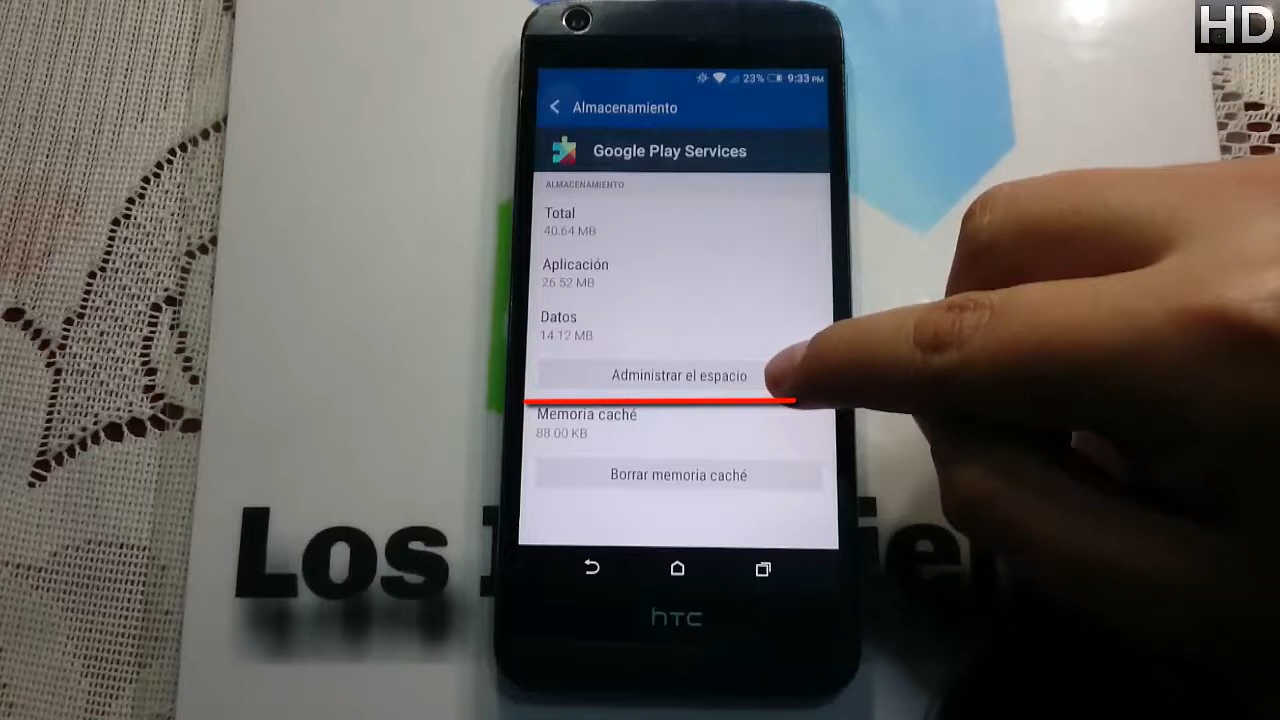 HD
23% 9:33 PM
Almacenamiento
Google Play Services
ALMACENAMIENTO
Total
40.64 MB
Aplicación
26.52 MB
Datos
14.12 MB
Administrar el espacio
Memoria caché
88.00 KB
Borrar memoria caché
Los
hTC